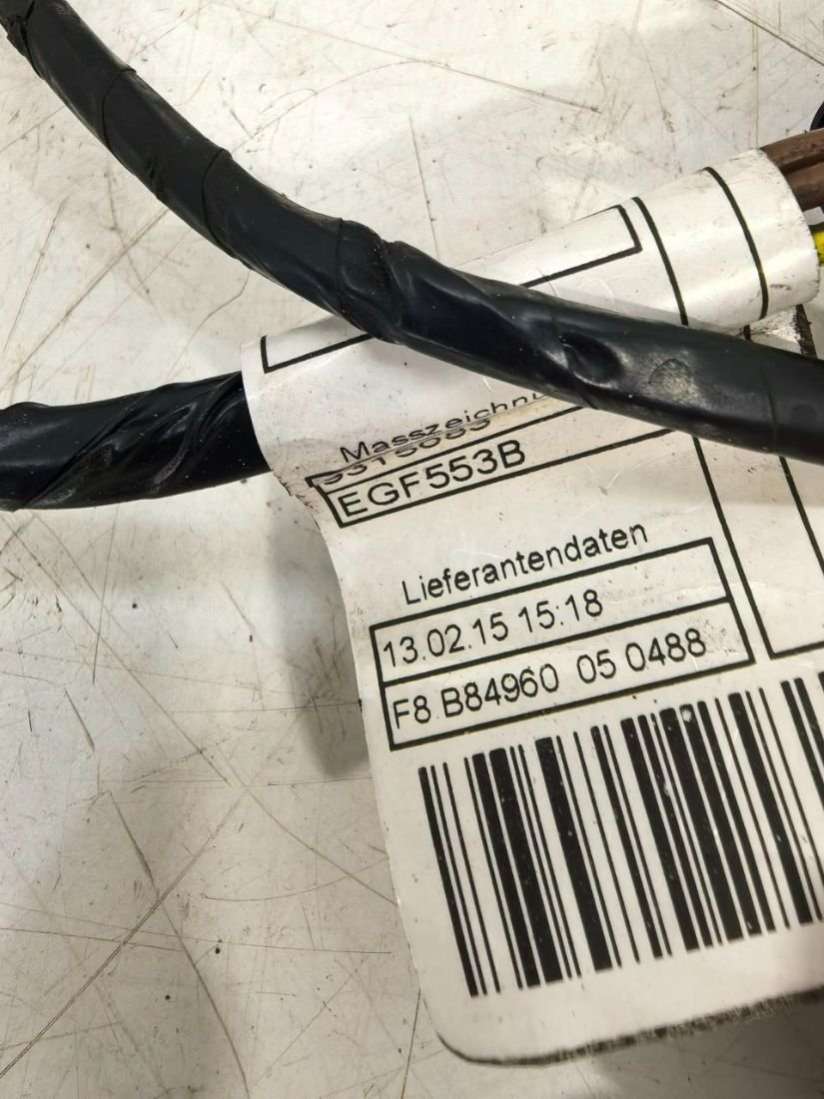 EGF553B
Lieferantendaten
13.02.15 15:18
F8 B84960 05 0488